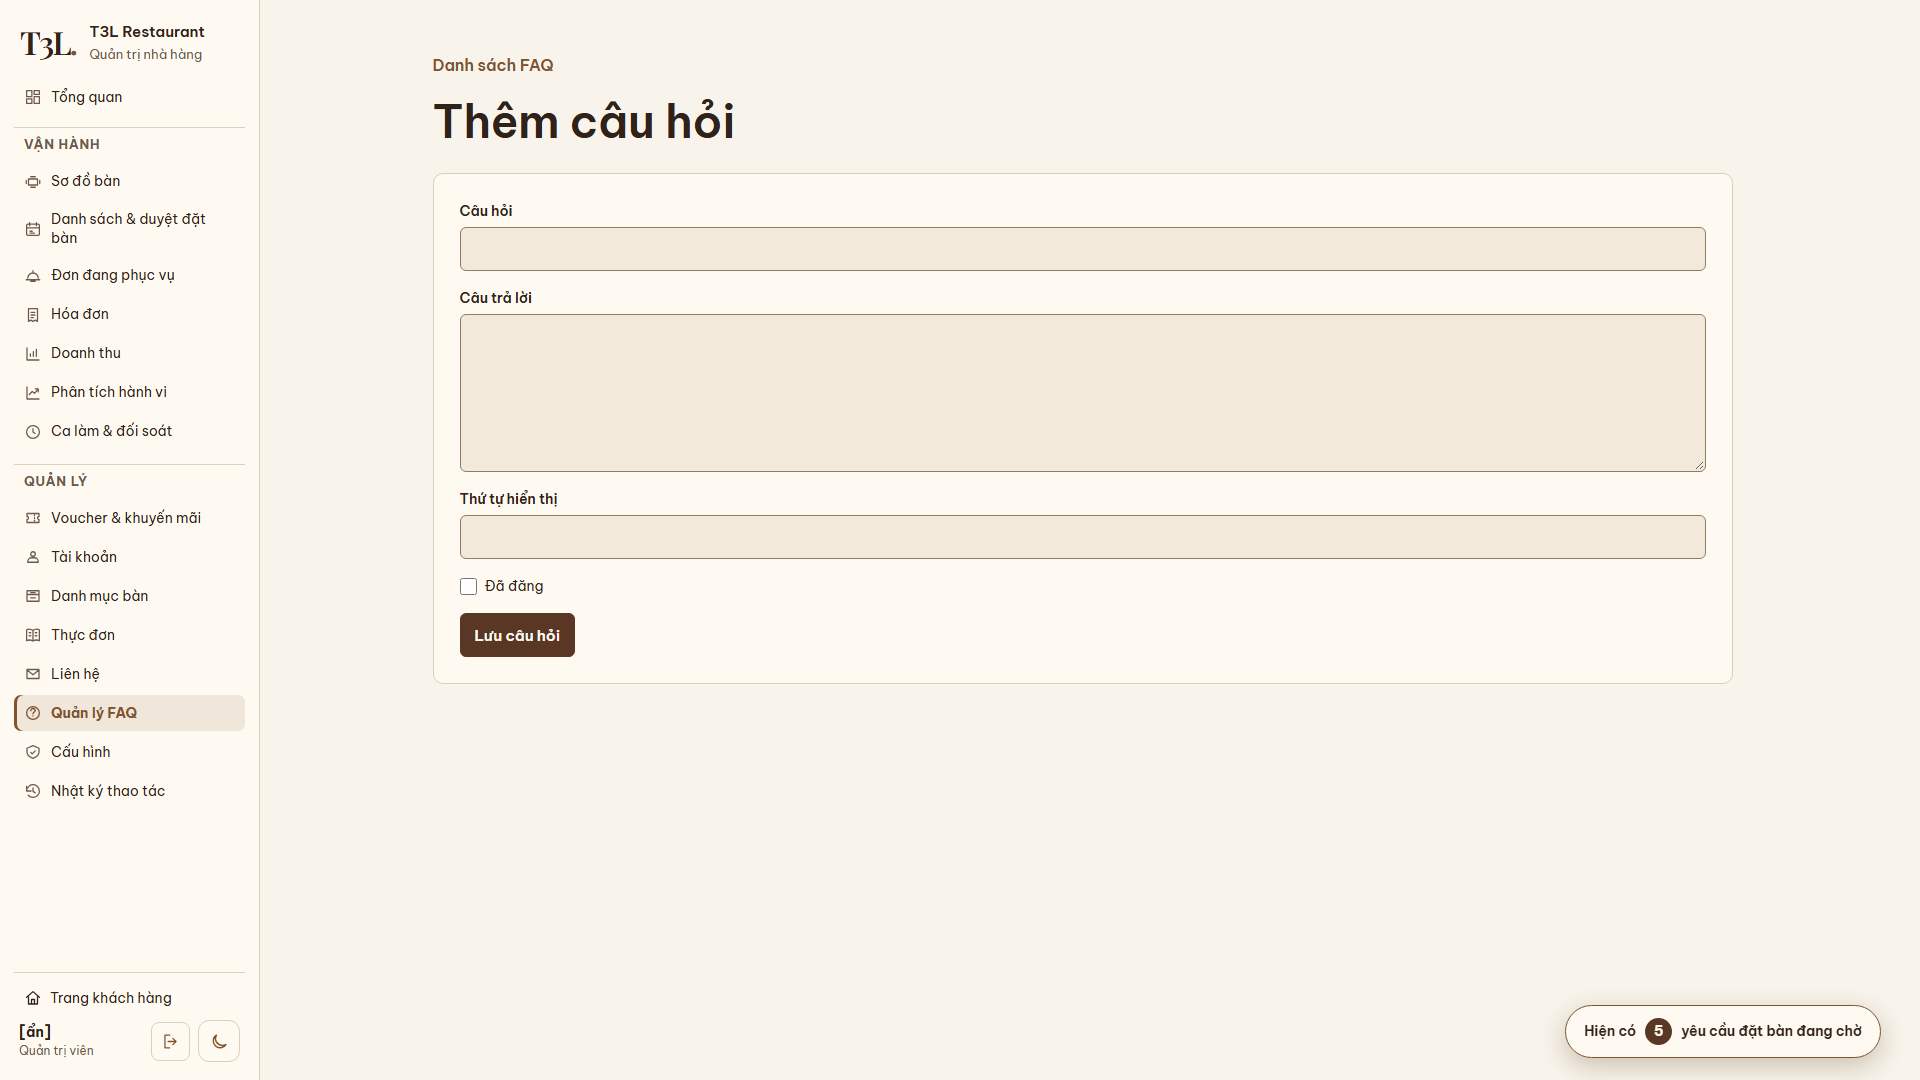 T3L.
T3L Restaurant
Quản trị nhà hàng
Tổng quan
VẬN HÀNH
Sơ đồ bàn
Danh sách & duyệt đặt
bàn
Đơn đang phục vụ
Hóa đơn
Doanh thu
Phân tích hành vi
Ca làm & đối soát
QUẢN LÝ
Voucher & khuyến mãi
Tài khoản
Danh mục bàn
Thực đơn
Liên hệ
Quản lý FAQ
Cấu hình
Nhật ký thao tác
Trang khách hàng
[ẩn]
Quản trị viên
Danh sách FAQ
Thêm câu hỏi
Câu hỏi
Câu trả lời
Thứ tự hiển thị
Đã đăng
Lưu câu hỏi
Hiện có 5 yêu cầu đặt bàn đang chờ